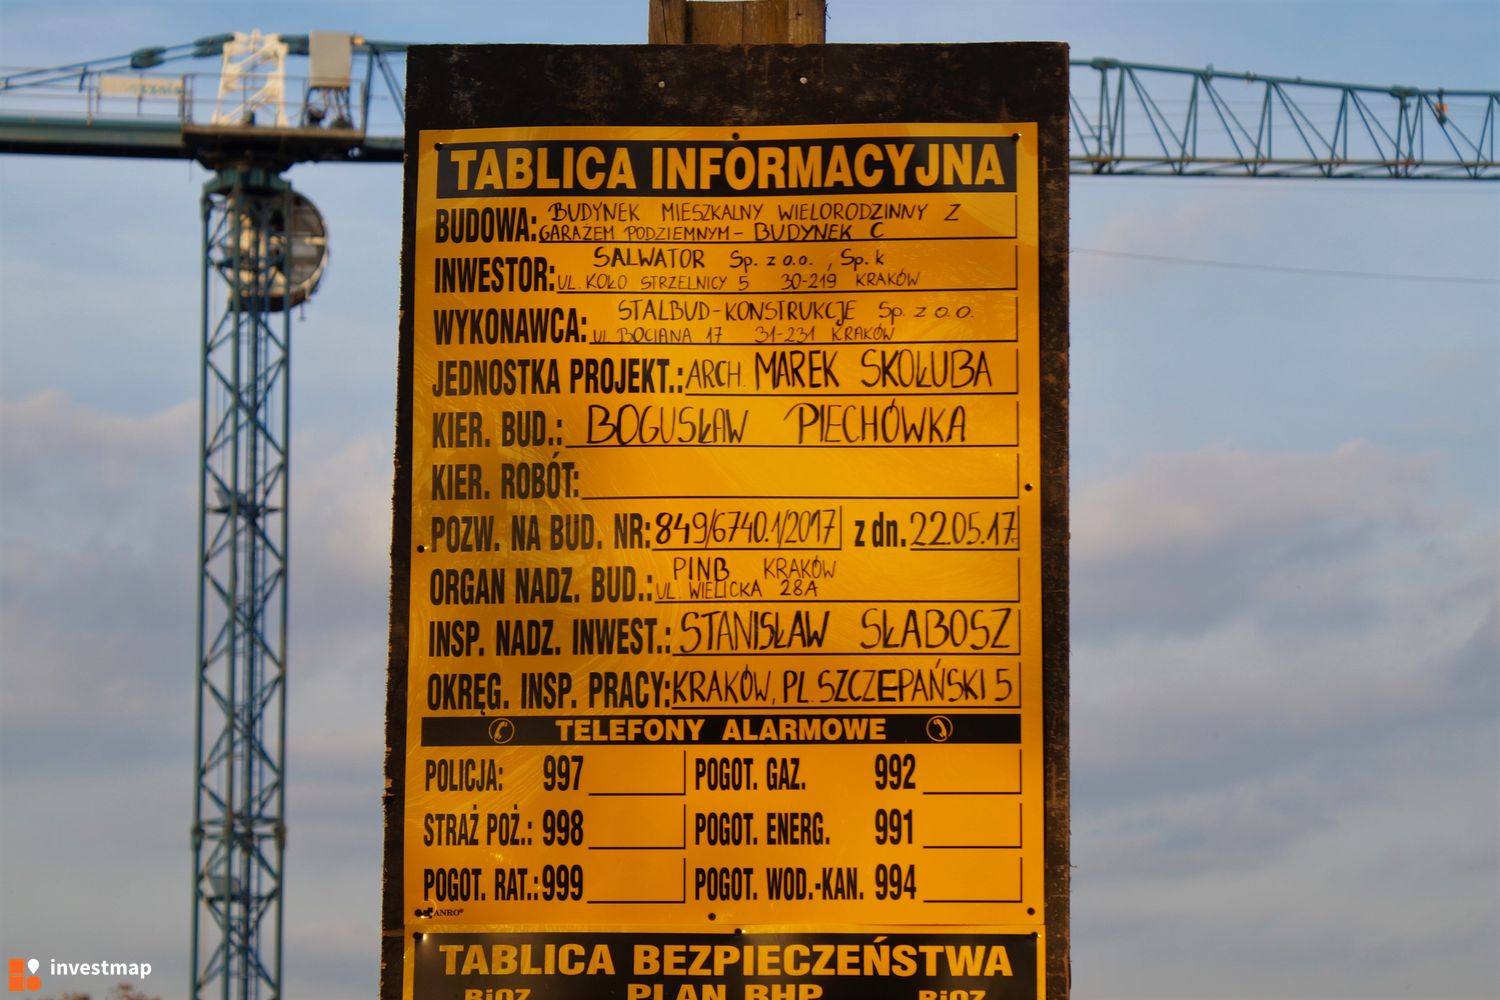 TABLICA INFORMACYJNA
BUDOWA: BUDYNEK MIESZKALNY WIELORODZINNY Z
GARAŻEM PODZIEMNYM - BUDYNEK C
INWESTOR: SALWATOR Sp. z o.o., Sp. k
UL. KOŁO STRZELNICY 5 30-219 KRAKÓW
WYKONAWCA: STALBUD-KONSTRUKCJE Sp. z o.o.
ul BOCIANA 17 31-231 KRAKÓW
JEDNOSTKA PROJEKT.: ARCH. MAREK SKOŁUBA
KIER. BUD.: BOGUSŁAW PIECHÓWKA
KIER. ROBÓT:
POZW. NA BUD. NR: 849/6740.1/2017 z dn. 22.05.17r.
ORGAN NADZ. BUD.: PINB KRAKÓW
UL. WIELICKA 28A
INSP. NADZ. INWEST.: STANISŁAW SŁABOSZ
OKRĘG. INSP. PRACY: KRAKÓW, PL. SZCZEPAŃSKI 5
TELEFONY ALARMOWE
POLICJA: 997 POGOT. GAZ. 992
STRAŻ POŻ.: 998 POGOT. ENERG. 991
POGOT. RAT.: 999 POGOT. WOD.-KAN. 994
TABLICA BEZPIECZEŃSTWA
BiOZ PLAN BHP BiOZ
investmap